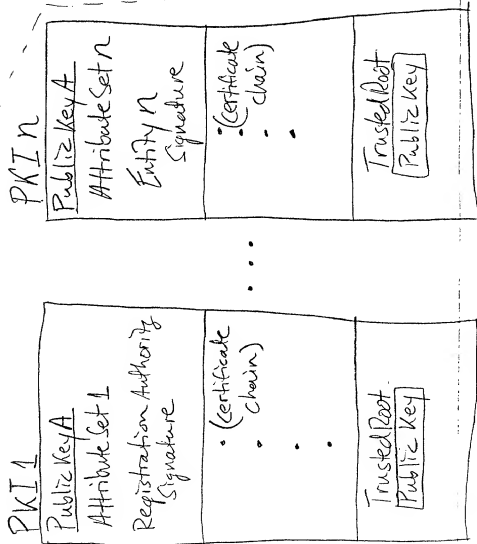 PKI 1
Public Key A
Attribute Set 1
Registration Authority
Signature
(certificate
chain)
Trusted Root
Public Key
...
PKI n
Public Key A
Attribute Set n
Entity n
Signature
(certificate
chain)
Trusted Root
Public Key